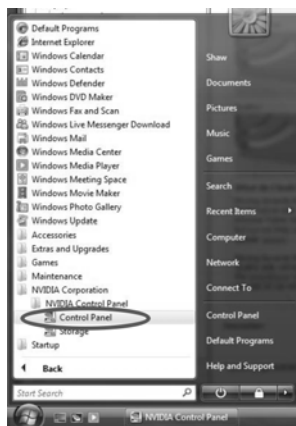 Default Programs
Internet Explorer
Windows Calendar
Windows Contacts
Windows Defender
Windows DVD Maker
Windows Fax and Scan
Windows Live Messenger Download
Windows Mail
Windows Media Center
Windows Media Player
Windows Meeting Space
Windows Movie Maker
Windows Photo Gallery
Windows Update
Accessories
Extras and Upgrades
Games
Maintenance
NVIDIA Corporation
NVIDIA Control Panel
Control Panel
Storage
Startup
Back
Start Search
Shaw
Documents
Pictures
Music
Games
Search
Recent Items
Computer
Network
Connect To
Control Panel
Default Programs
Help and Support
NVIDIA Control Panel